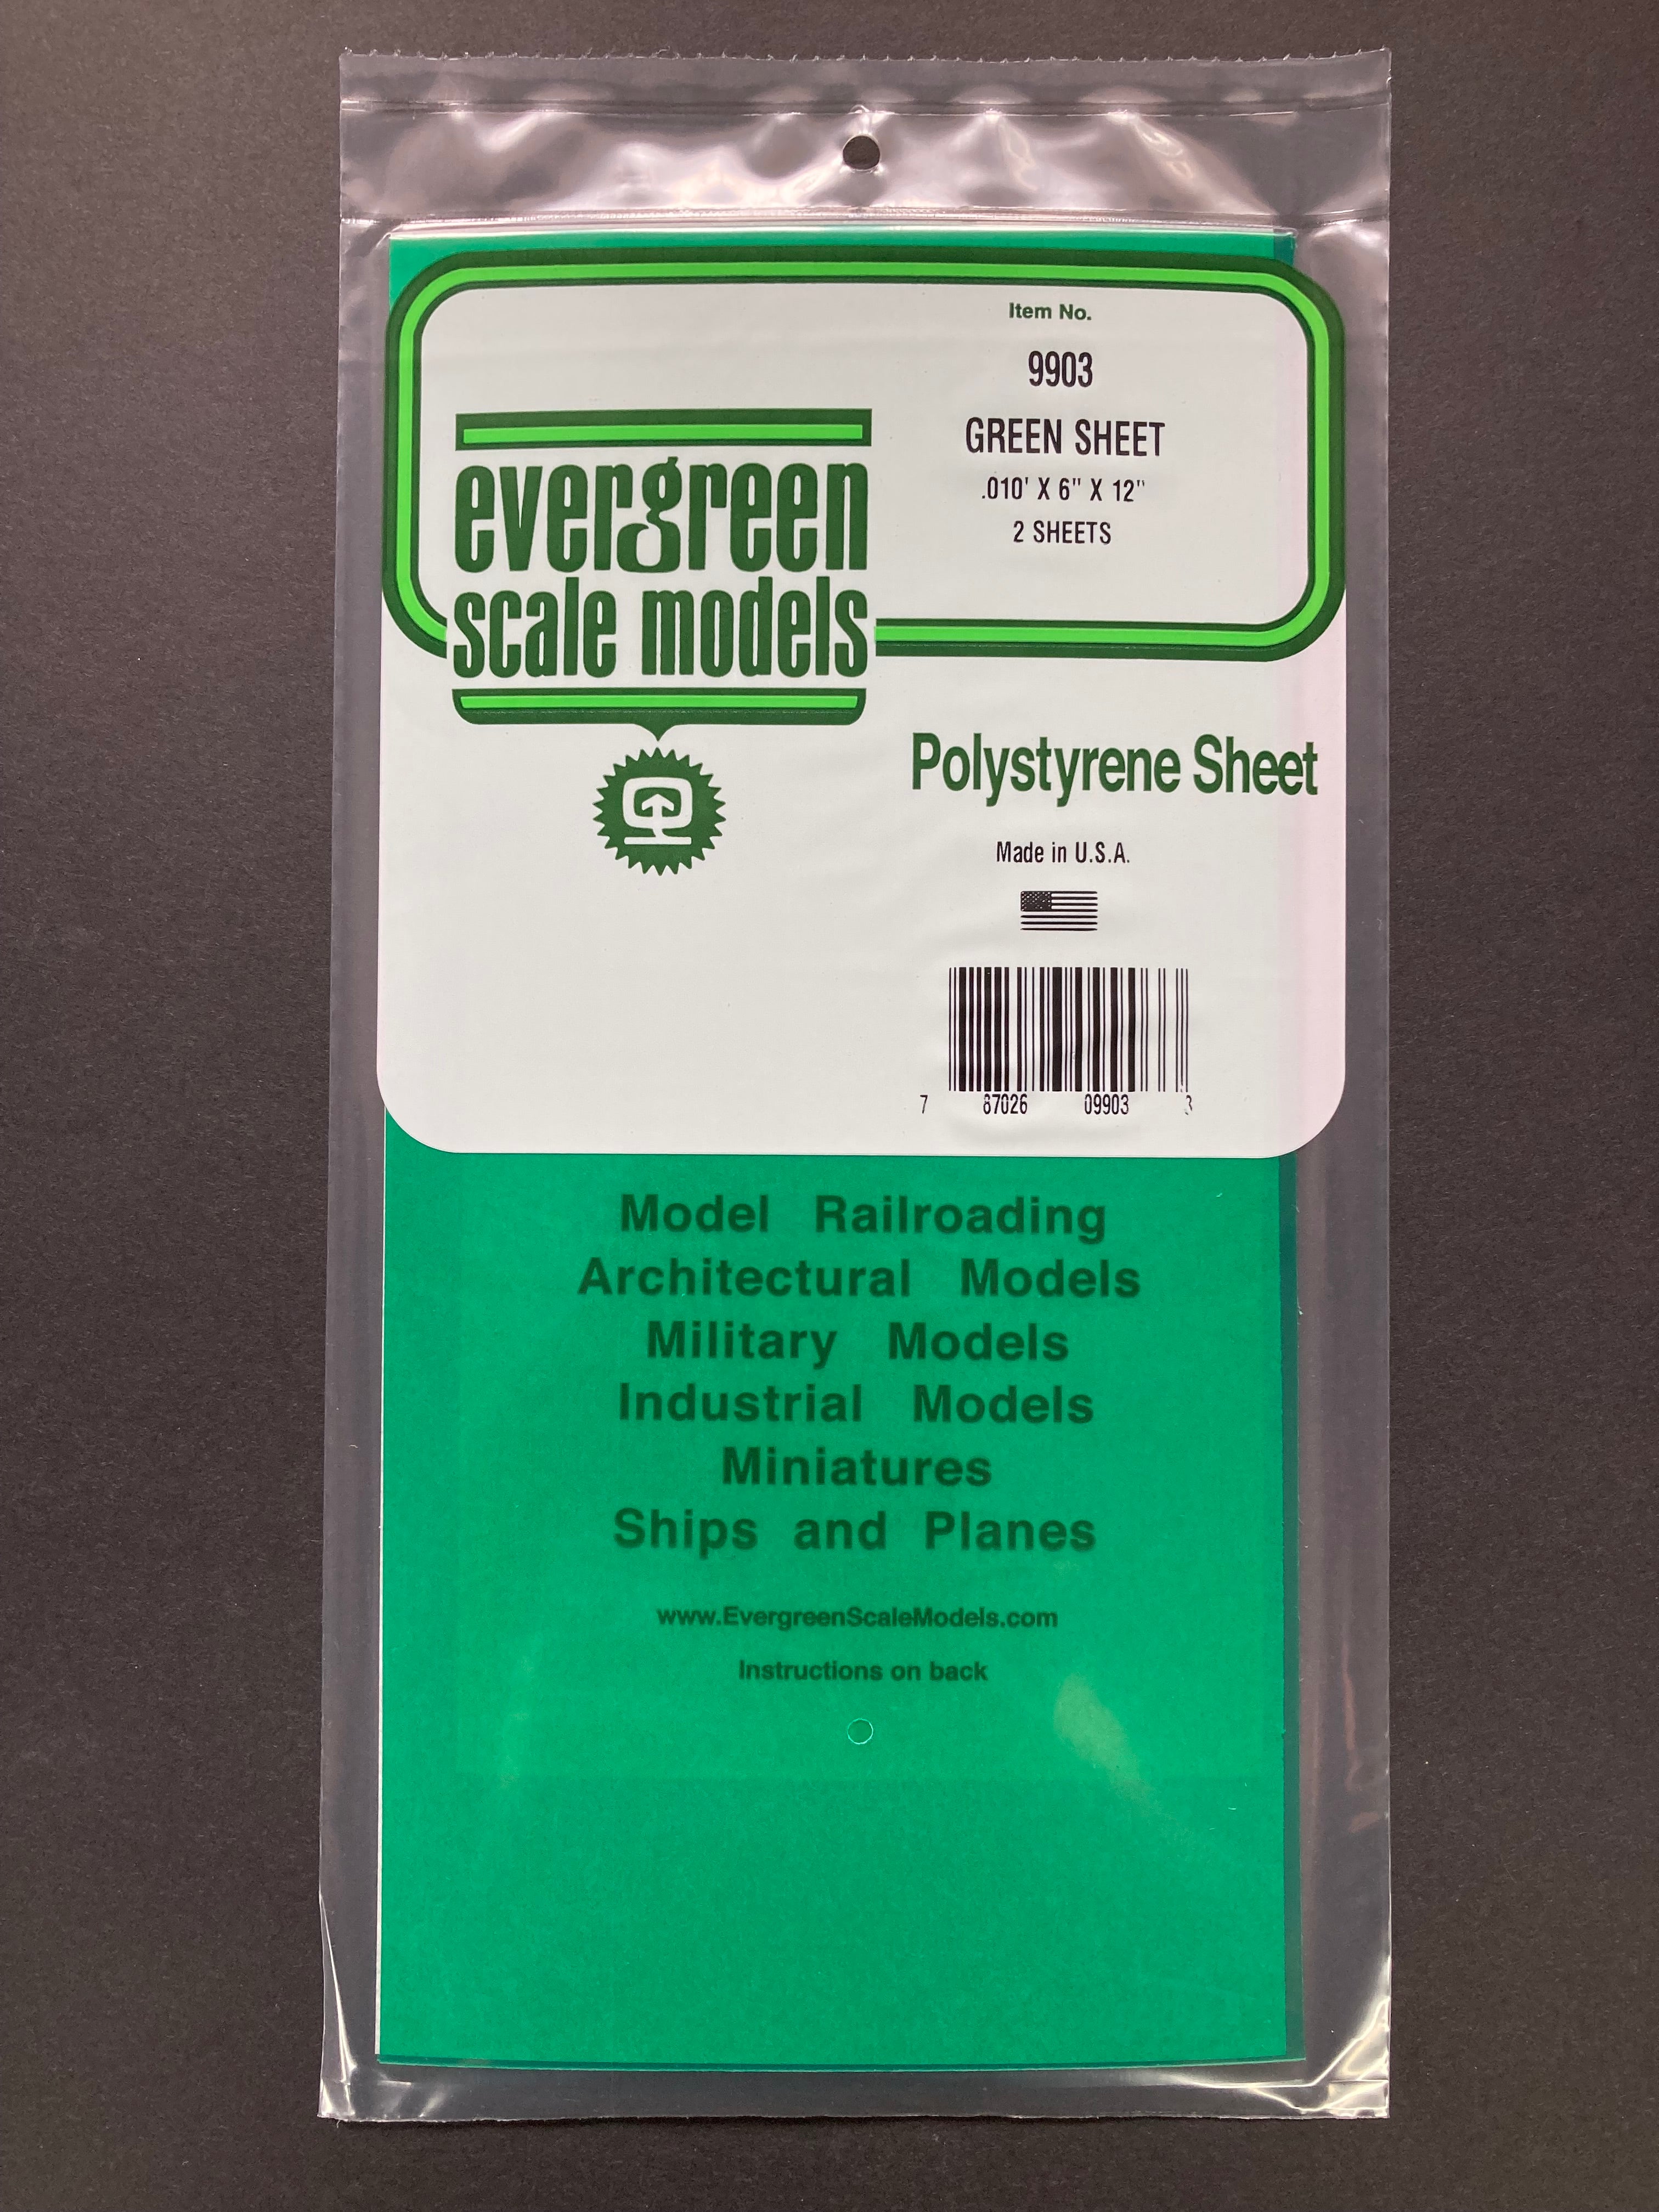 Item No.
9903
GREEN SHEET
.010' X 6" X 12"
2 SHEETS
evergreen
scale models
Polystyrene Sheet
Made in U.S.A.
7 87026 09903 3
Model Railroading
Architectural Models
Military Models
Industrial Models
Miniatures
Ships and Planes
www.EvergreenScaleModels.com
Instructions on back